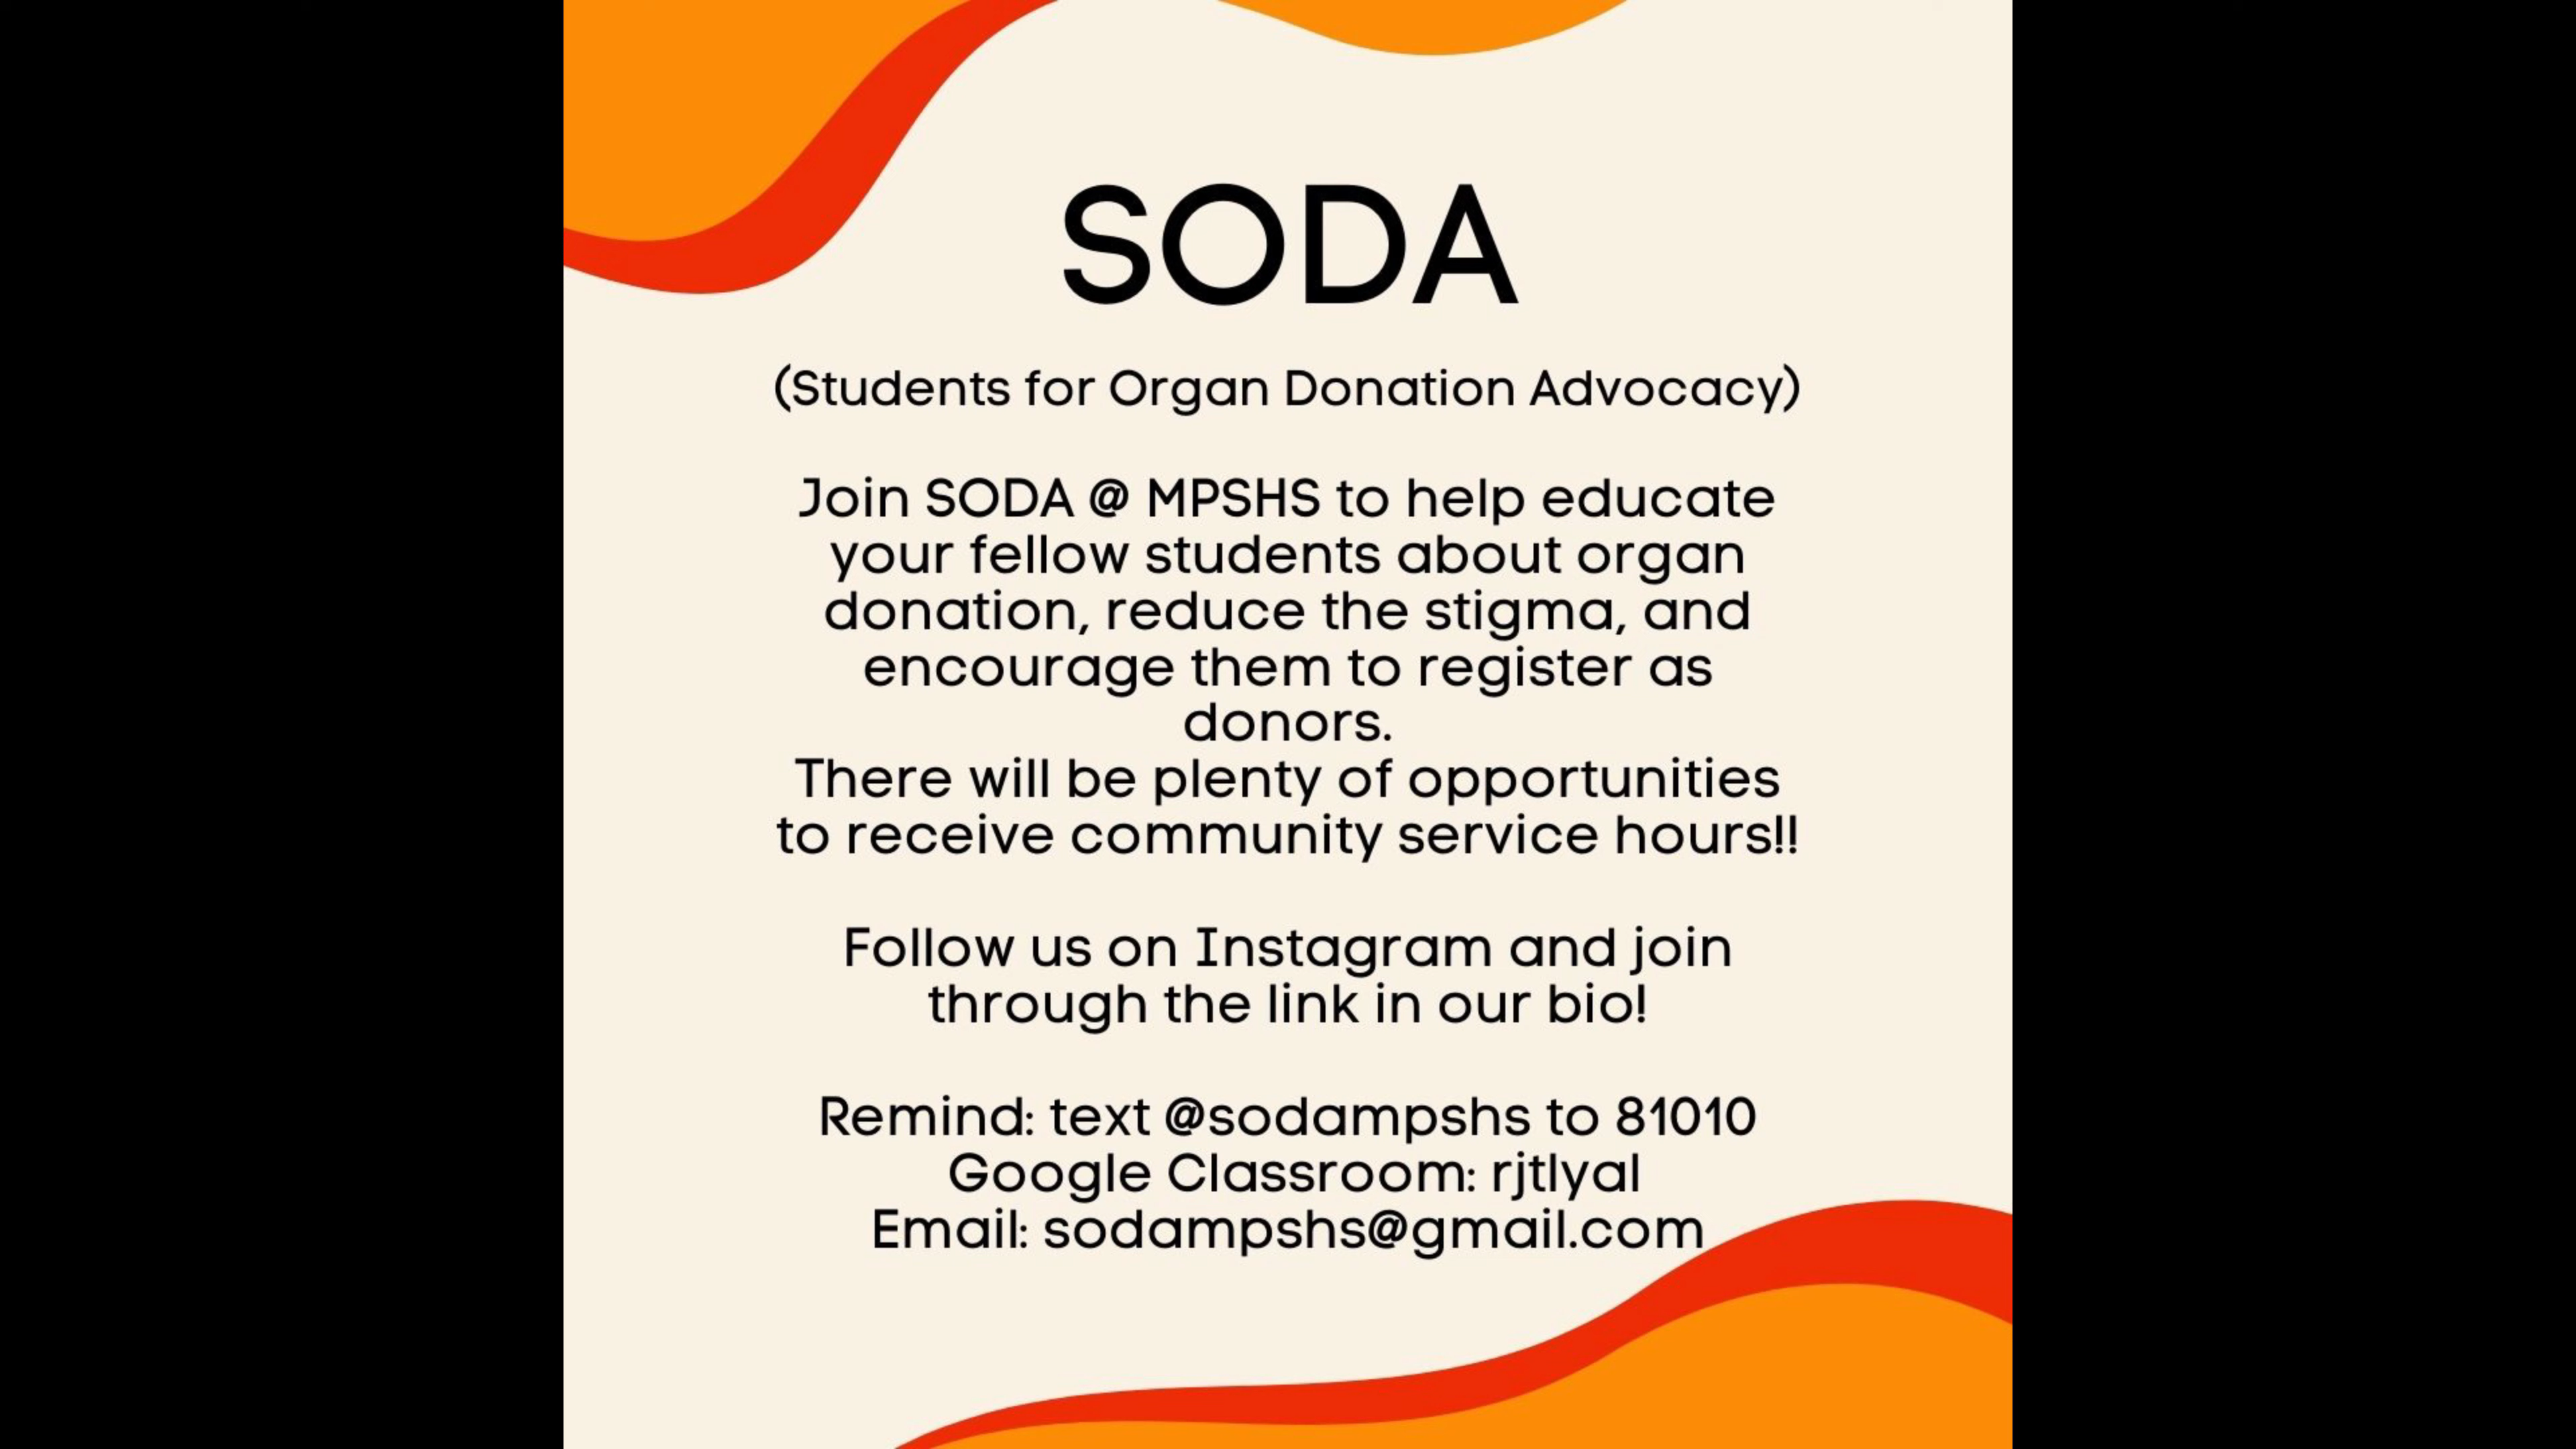 SODA
(Students for Organ Donation Advocacy)
Join SODA @ MPSHS to help educate
your fellow students about organ
donation, reduce the stigma, and
encourage them to register as
donors.
There will be plenty of opportunities
to receive community service hours!!
Follow us on Instagram and join
through the link in our bio!
Remind: text @sodampshs to 81010
Google Classroom: rjtlyal
Email: sodampshs@gmail.com